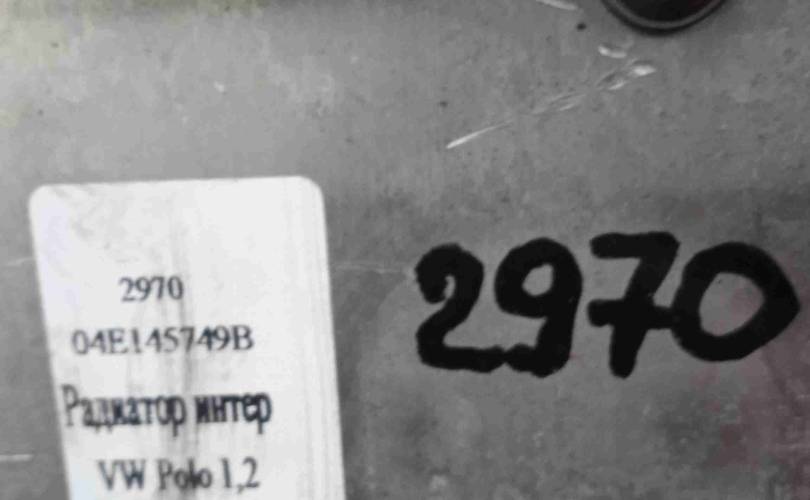 2970
04E145749B
Радиатор интер
VW Polo 1,2
2970